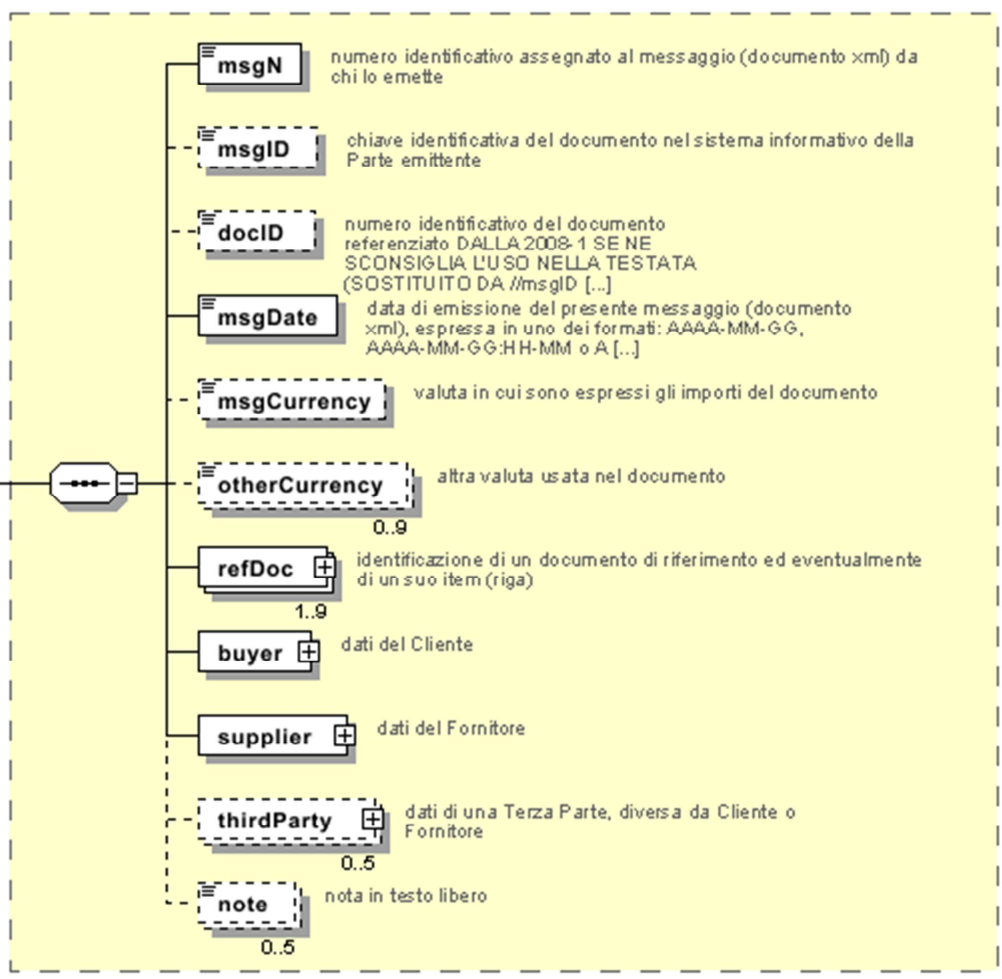 msgN
numero identificativo assegnato al messaggio (documento xml) da
chi lo emette
msgID
chiave identificativa del documento nel sistema informativo della
Parte emittente
docID
numero identificativo del documento
referenziato DALLA 2008-1 SE NE
SCONSIGLIA L'USO NELLA TESTATA
(SOSTITUITO DA //msgID [...]
msgDate
data di emissione del presente messaggio (documento
xml), espressa in uno dei formati: AAAA-MM-GG,
AAAA-MM-GG:HH-MM o A [...]
msgCurrency
valuta in cui sono espressi gli importi del documento
otherCurrency
altra valuta usata nel documento
0..9
refDoc
identificazione di un documento di riferimento ed eventualmente
di un suo item (riga)
1..9
buyer
dati del Cliente
supplier
dati del Fornitore
thirdParty
dati di una Terza Parte, diversa da Cliente o
Fornitore
0..5
note
nota in testo libero
0..5